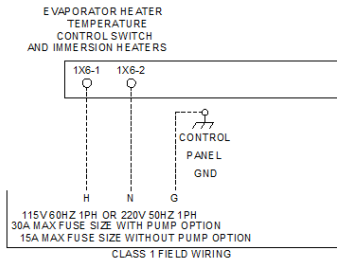 EVAPORATOR HEATER
TEMPERATURE
CONTROL SWITCH
AND IMMERSION HEATERS
1X6-1 1X6-2
CONTROL
PANEL
GND
H N G
115V 60HZ 1PH OR 220V 50HZ 1PH
30A MAX FUSE SIZE WITH PUMP OPTION
15A MAX FUSE SIZE WITHOUT PUMP OPTION
CLASS 1 FIELD WIRING